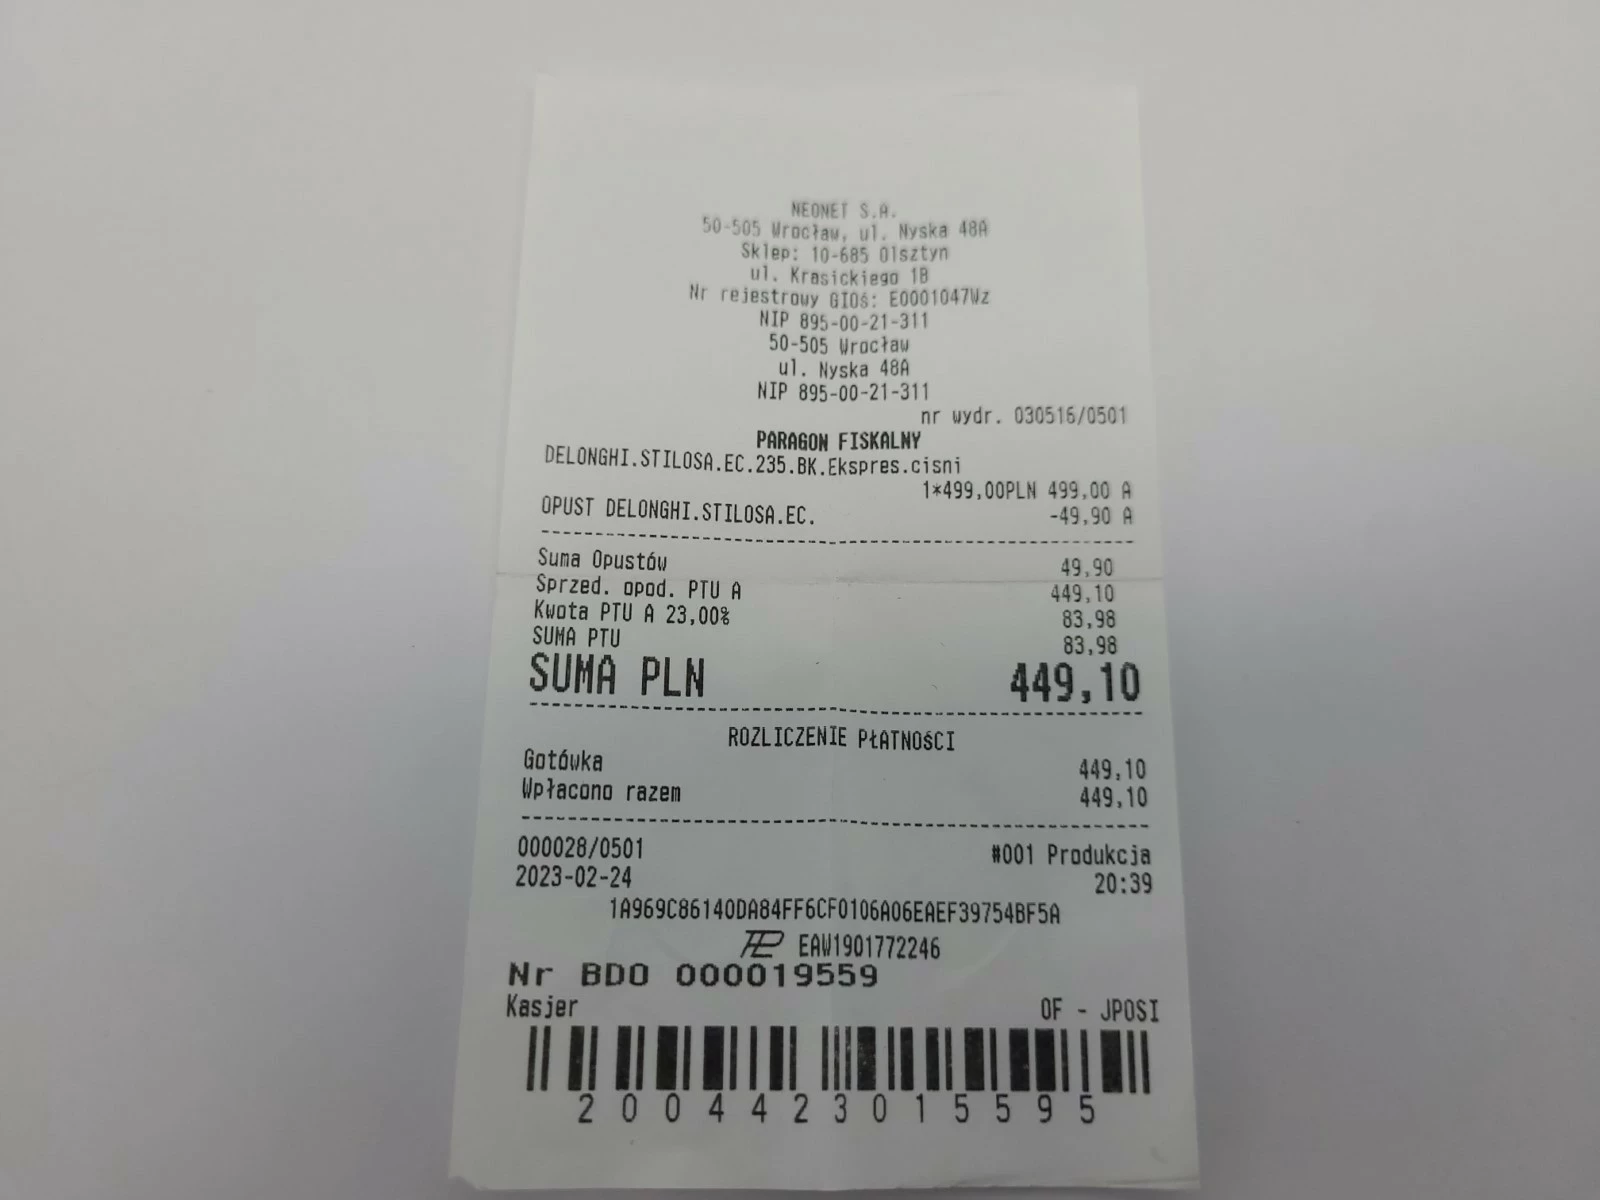 NEONET S.A.
50-505 Wrocław, ul. Nyska 48A
Sklep: 10-685 Olsztyn
ul. Krasickiego 1B
Nr rejestrowy GIOś: E0001047Wz
NIP 895-00-21-311
50-505 Wrocław
ul. Nyska 48A
NIP 895-00-21-311
nr wydr. 030516/0501
PARAGON FISKALNY
DELONGHI.STILOSA.EC.235.BK.Ekspres.cisni
1*499,00PLN 499,00 A
OPUST DELONGHI.STILOSA.EC. -49,90 A
Suma Opustów 49,90
Sprzed. opod. PTU A 449,10
Kwota PTU A 23,00% 83,98
SUMA PTU 83,98
SUMA PLN 449,10
ROZLICZENIE PŁATNOŚCI
Gotówka 449,10
Wpłacono razem 449,10
000028/0501 #001 Produkcja
2023-02-24 20:39
1A969C86140DA84FF6CF0106A06EAEF39754BF5A
EAW1901772246
Nr BDO 000019559
Kasjer OF - JPOSI
2004423015595